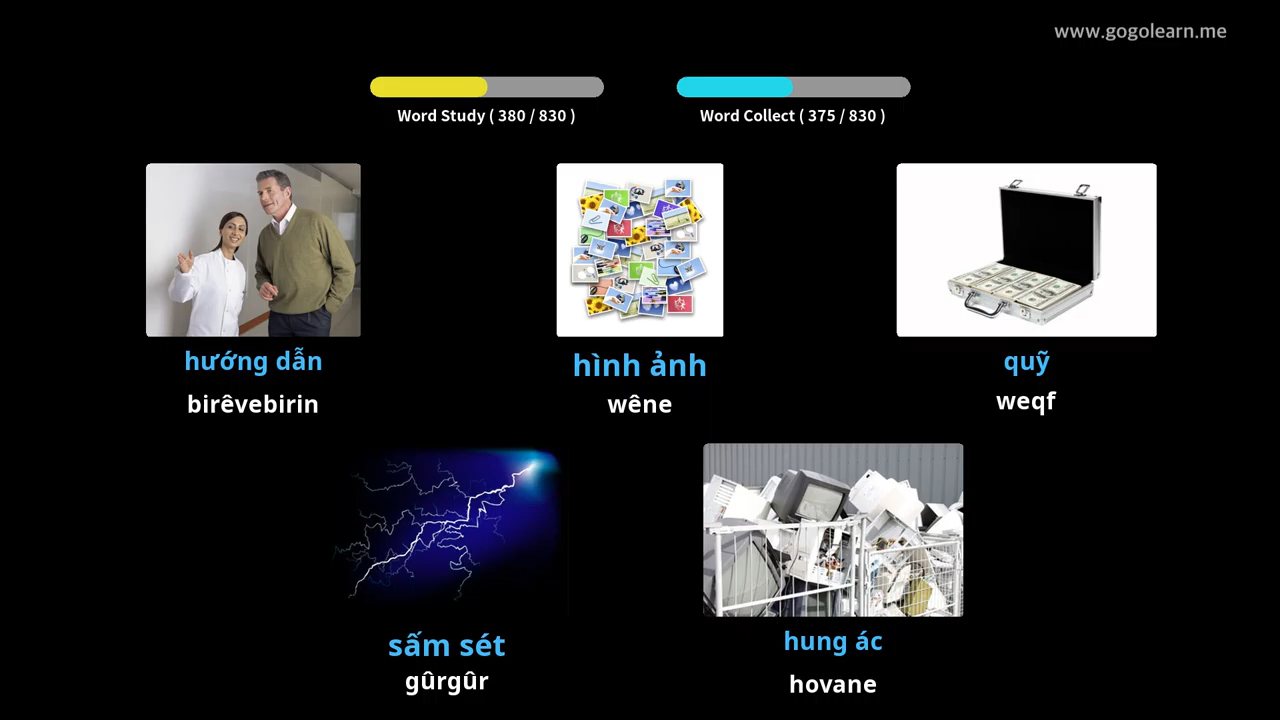 www.gogolearn.me
Word Study ( 380 / 830 )
Word Collect ( 375 / 830 )
hướng dẫn
birêvebirin
hình ảnh
wêne
quỹ
weqf
sấm sét
gûrgûr
hung ác
hovane